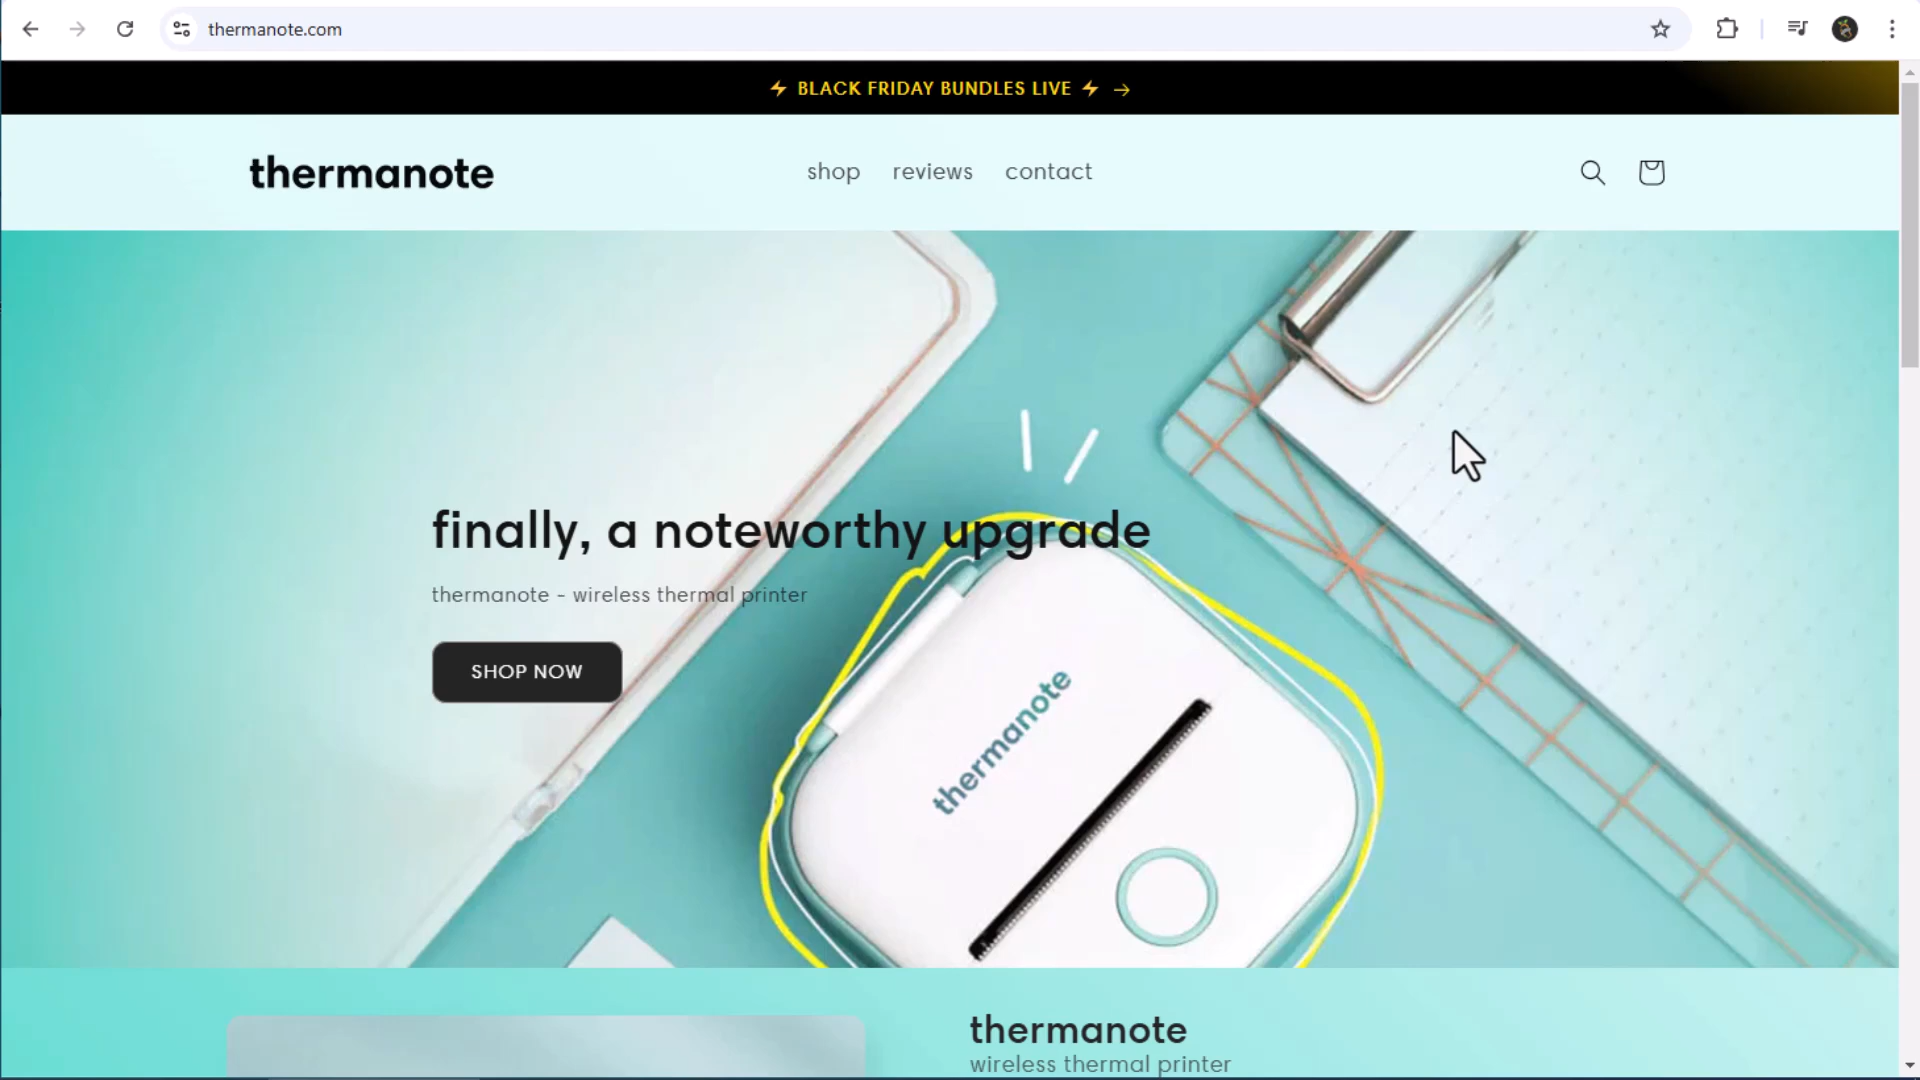 thermanote.com
⚡ BLACK FRIDAY BUNDLES LIVE ⚡ →
thermanote
shop reviews contact
finally, a noteworthy upgrade
thermanote - wireless thermal printer
SHOP NOW
thermanote
thermanote
wireless thermal printer